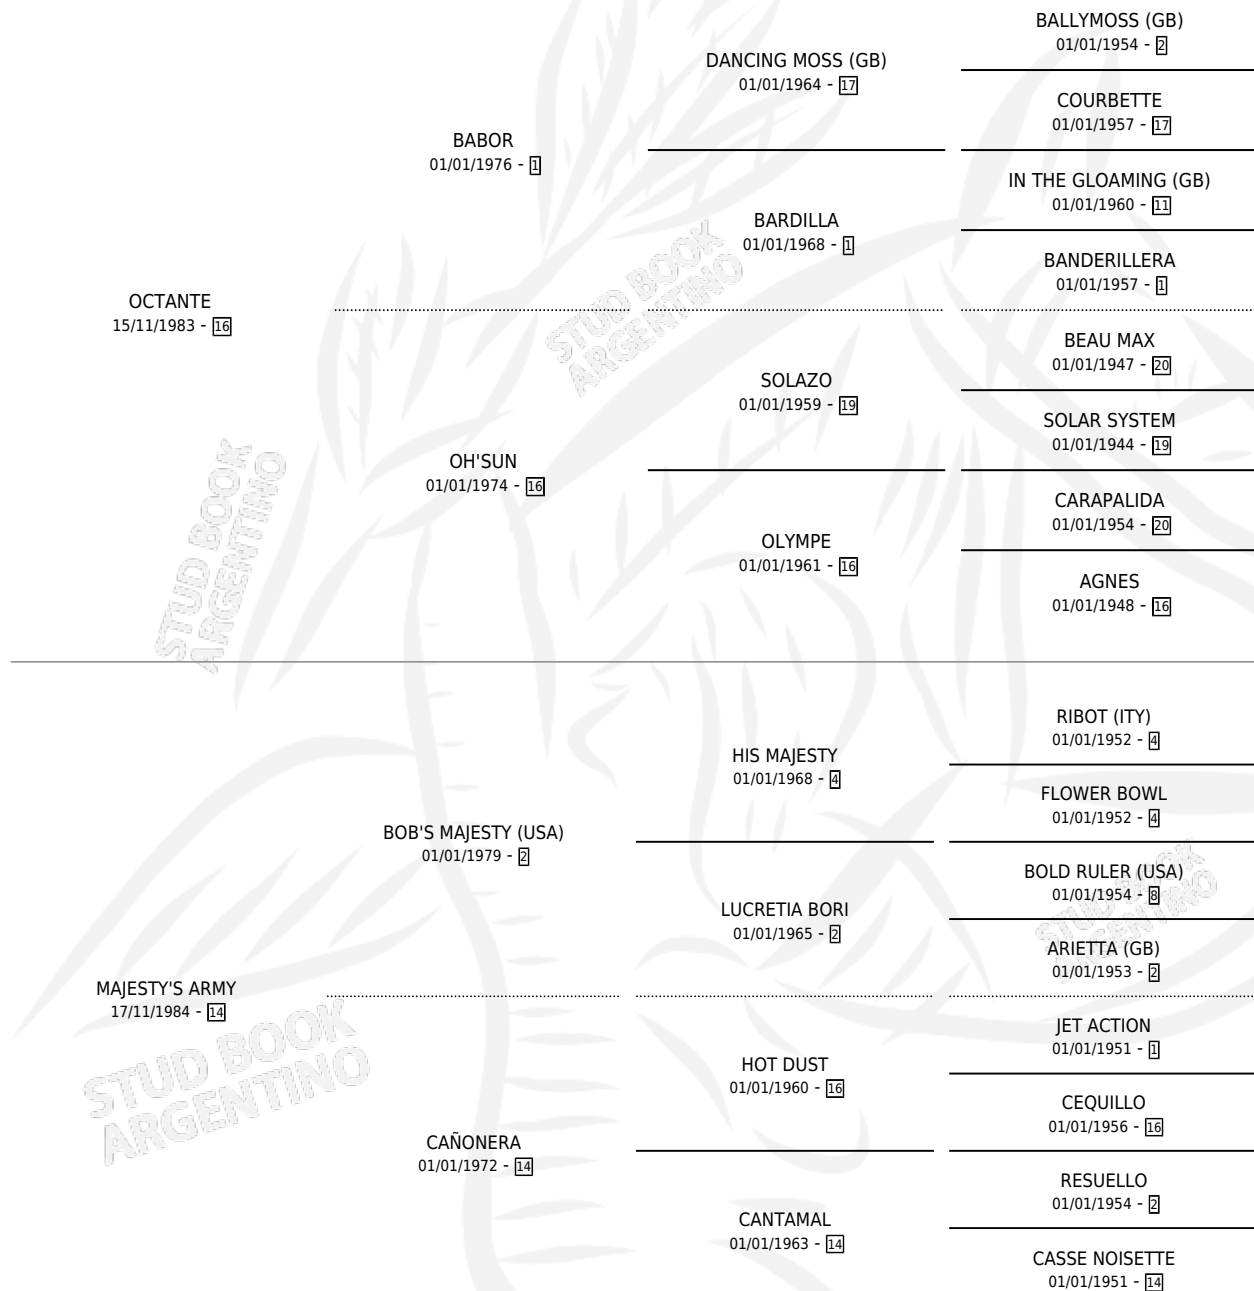 BALLYMOSS (GB)
01/01/1954 - 2
DANCING MOSS (GB)
01/01/1964 - 17
COURBETTE
01/01/1957 - 17
BABOR
01/01/1976 - 1
IN THE GLOAMING (GB)
01/01/1960 - 11
BARDILLA
01/01/1968 - 1
BANDERILLERA
01/01/1957 - 1
OCTANTE
15/11/1983 - 16
BEAU MAX
01/01/1947 - 20
SOLAZO
01/01/1959 - 19
SOLAR SYSTEM
01/01/1944 - 19
OH'SUN
01/01/1974 - 16
CARAPALIDA
01/01/1954 - 20
OLYMPE
01/01/1961 - 16
AGNES
01/01/1948 - 16
RIBOT (ITY)
01/01/1952 - 4
HIS MAJESTY
01/01/1968 - 4
FLOWER BOWL
01/01/1952 - 4
BOB'S MAJESTY (USA)
01/01/1979 - 2
BOLD RULER (USA)
01/01/1954 - 8
LUCRETIA BORI
01/01/1965 - 2
ARIETTA (GB)
01/01/1953 - 2
MAJESTY'S ARMY
17/11/1984 - 14
JET ACTION
01/01/1951 - 1
HOT DUST
01/01/1960 - 16
CEQUILLO
01/01/1956 - 16
CAÑONERA
01/01/1972 - 14
RESUELLO
01/01/1954 - 2
CANTAMAL
01/01/1963 - 14
CASSE NOISETTE
01/01/1951 - 14
STUD BOOK
ARGENTINO
STUD BOOK
ARGENTINO
STUD BOOK
ARGENTINO
STUD BOOK
ARGENTINO